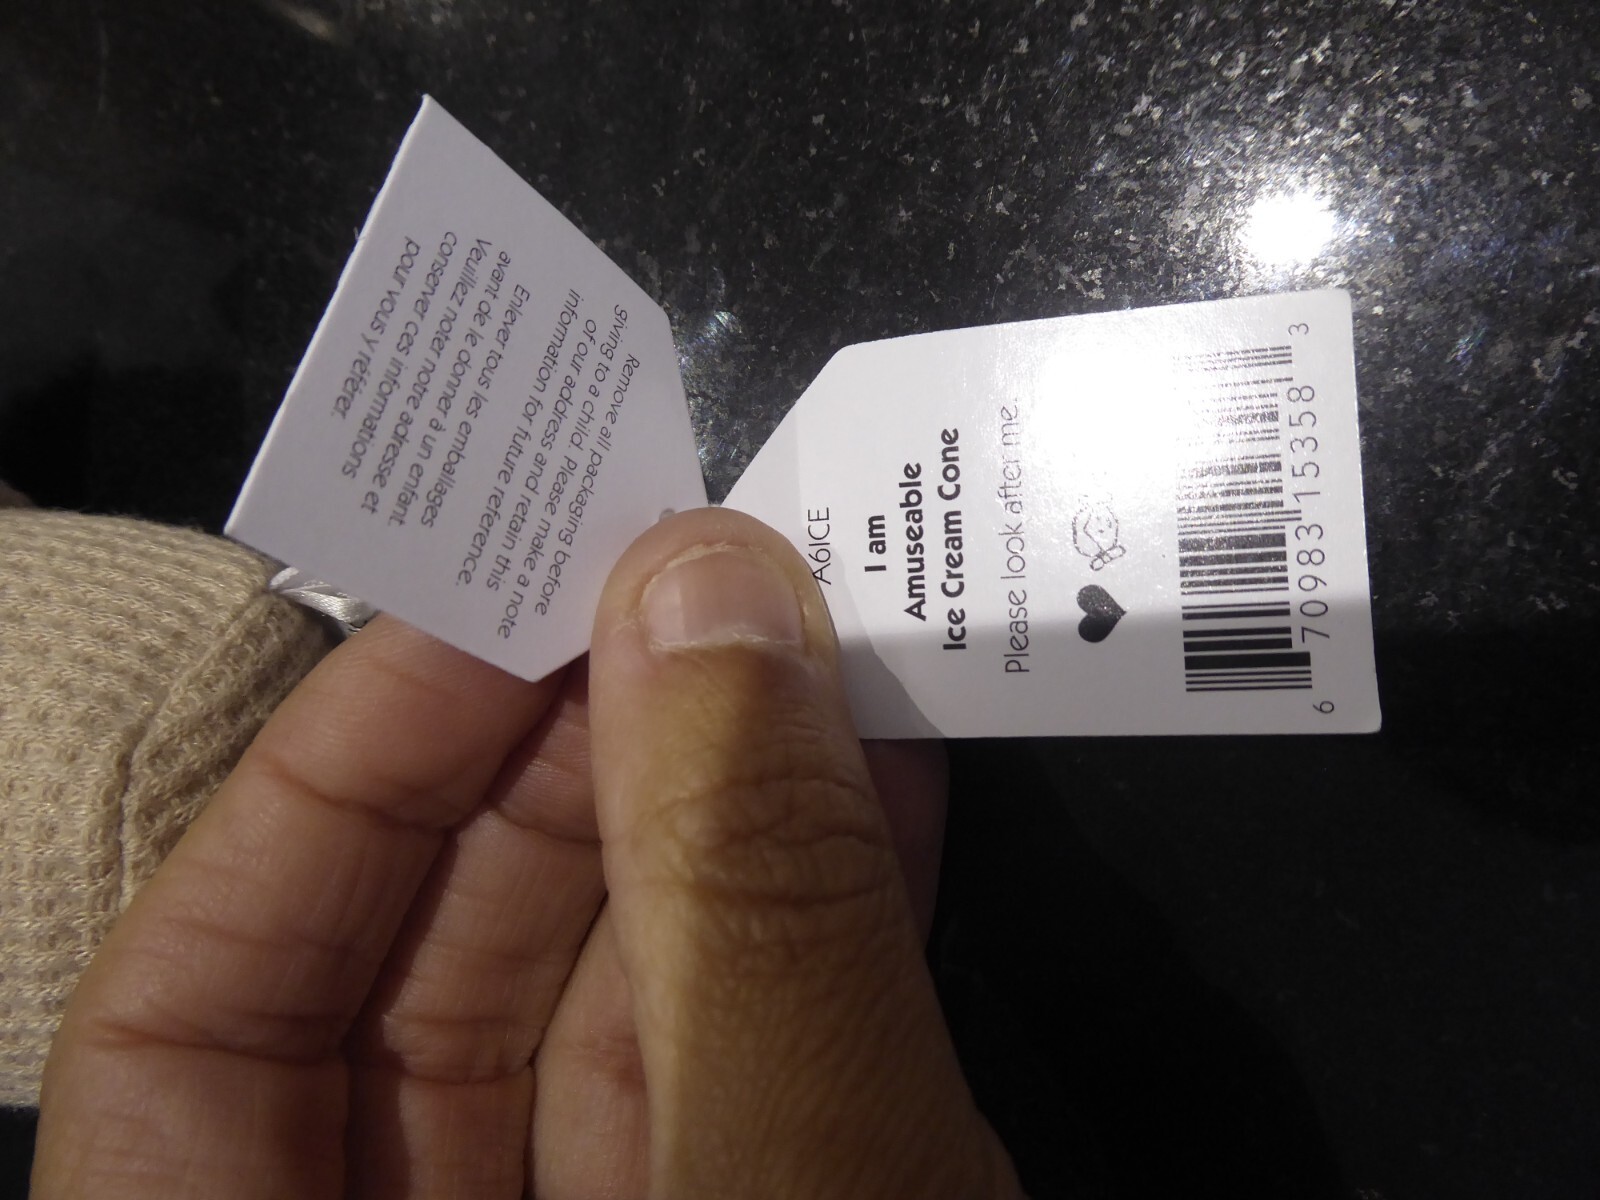 Remove all packaging before
giving to a child. Please make a note
of our address and retain this
information for future reference.
Enlever tous les emballages
avant de le donner à un enfant.
Veuillez noter notre adresse et
conserver ces informations
pour vous y référer.
A6ICE
I am
Amuseable
Ice Cream Cone
Please look after me.
6 70983 15358 3